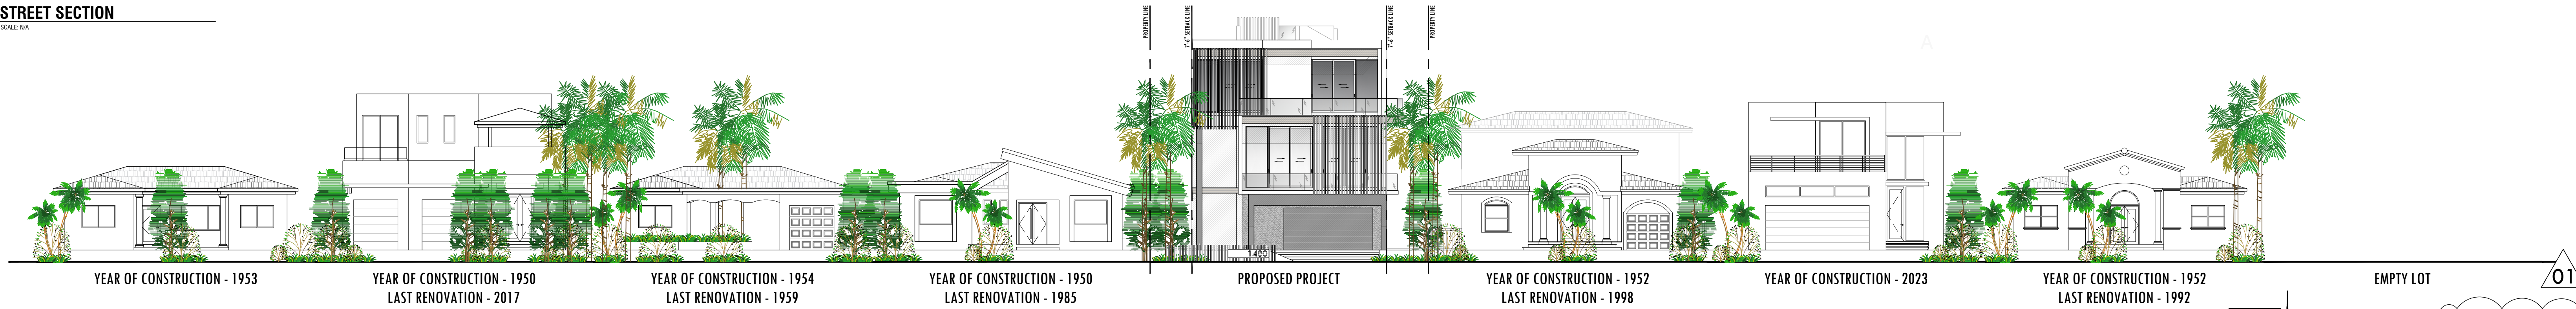 STREET SECTION
SCALE: N/A
PROPERTY LINE
7'-6" SETBACK LINE
7'-6" SETBACK LINE
PROPERTY LINE
A
1480
YEAR OF CONSTRUCTION - 1953
YEAR OF CONSTRUCTION - 1950
LAST RENOVATION - 2017
YEAR OF CONSTRUCTION - 1954
LAST RENOVATION - 1959
YEAR OF CONSTRUCTION - 1950
LAST RENOVATION - 1985
PROPOSED PROJECT
YEAR OF CONSTRUCTION - 1952
LAST RENOVATION - 1998
YEAR OF CONSTRUCTION - 2023
YEAR OF CONSTRUCTION - 1952
LAST RENOVATION - 1992
EMPTY LOT
01